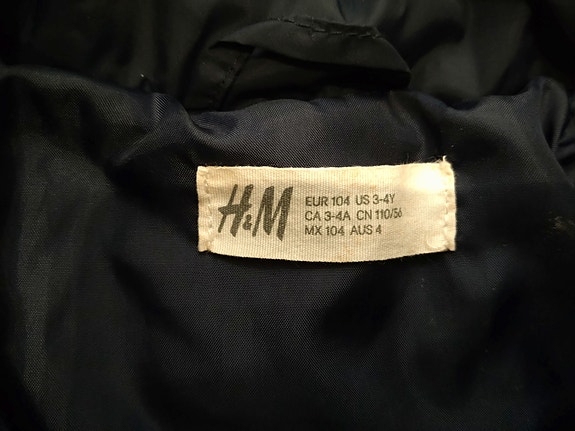 H&M
EUR 104 US 3-4Y
CA 3-4A CN 110/56
MX 104 AUS 4